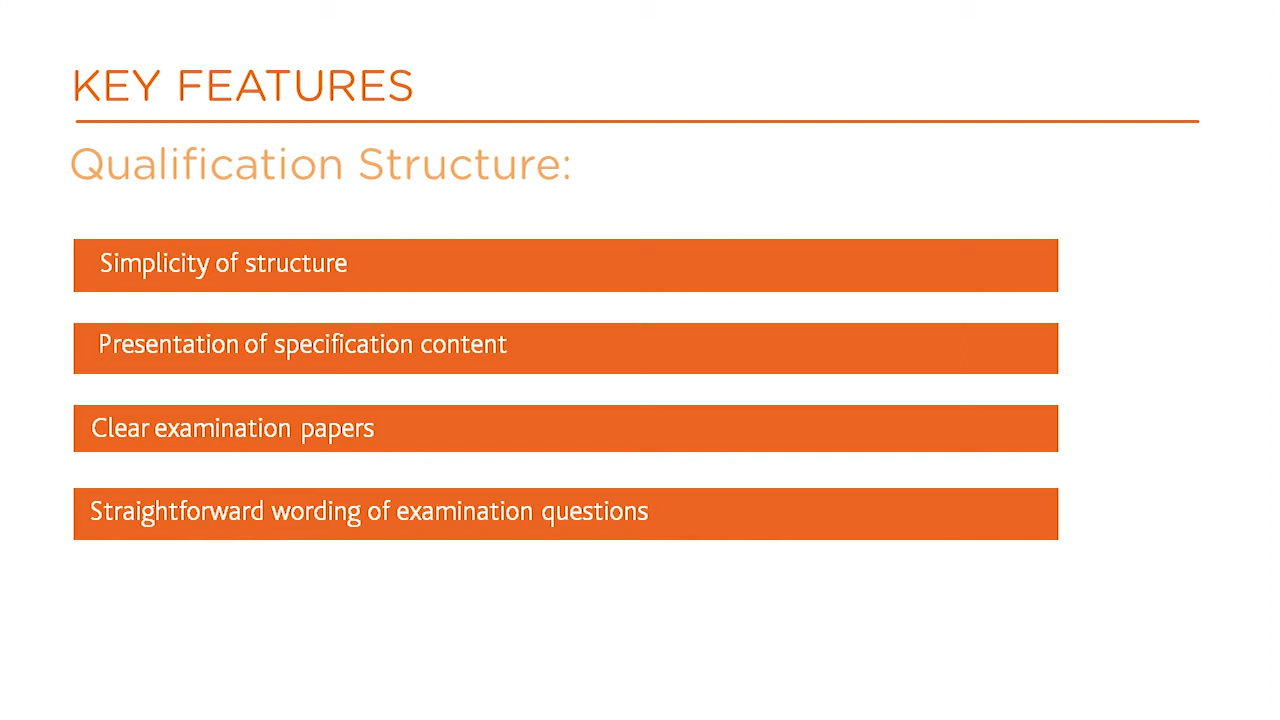 KEY FEATURES
Qualification Structure:
Simplicity of structure
Presentation of specification content
Clear examination papers
Straightforward wording of examination questions